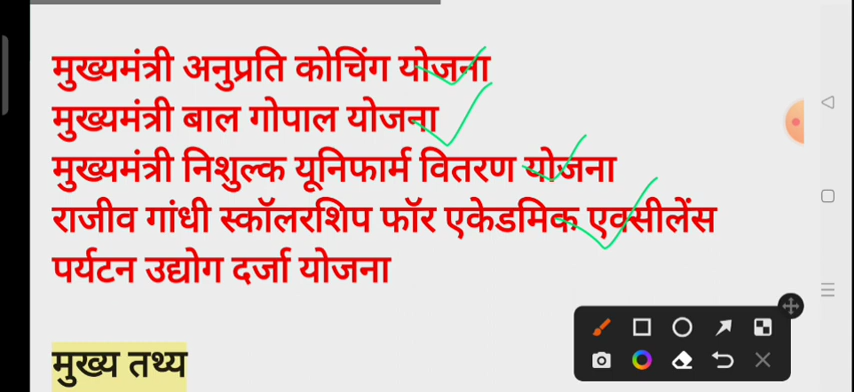 मुख्यमंत्री अनुप्रति कोचिंग योजना
मुख्यमंत्री बाल गोपाल योजना
मुख्यमंत्री निशुल्क यूनिफार्म वितरण योजना
राजीव गांधी स्कॉलरशिप फॉर एकेडमिक एक्सीलेंस
पर्यटन उद्योग दर्जा योजना
मुख्य तथ्य